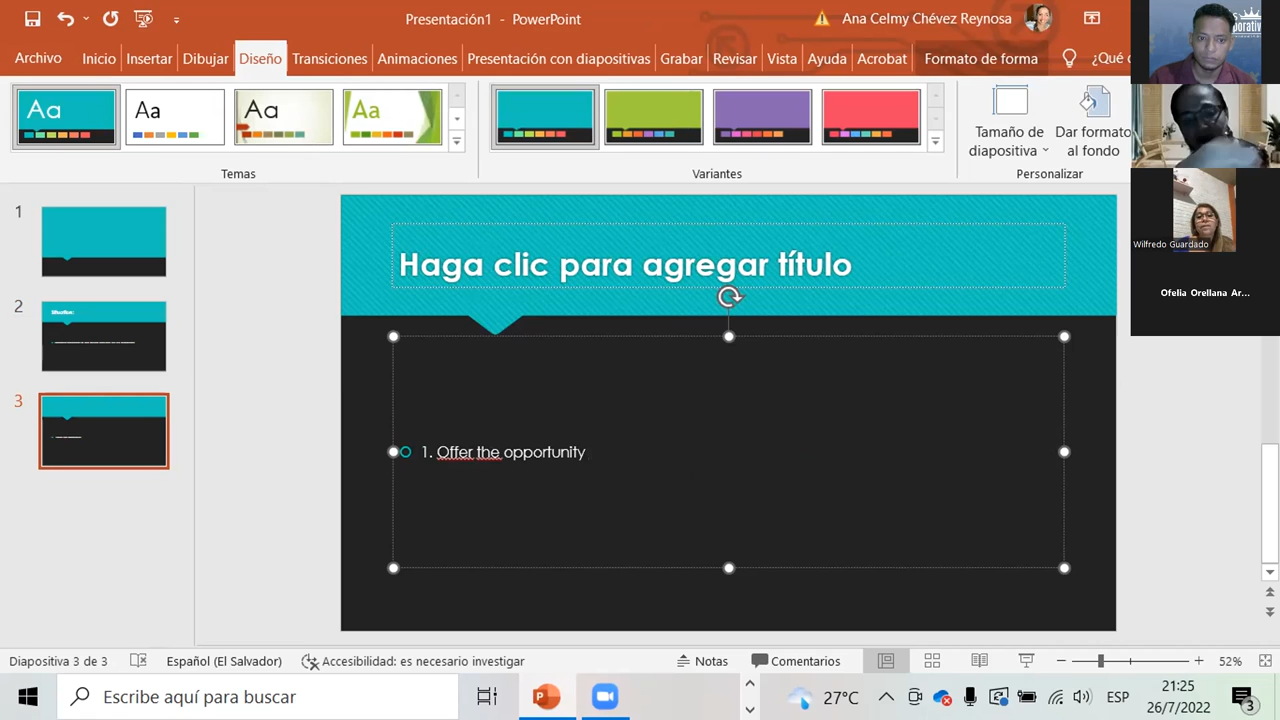 Presentación1 - PowerPoint
Ana Celmy Chévez Reynosa
Archivo Inicio Insertar Dibujar Diseño Transiciones Animaciones Presentación con diapositivas Grabar Revisar Vista Ayuda Acrobat Formato de forma ¿Qué
Aa Aa Aa Aa
Tamaño de diapositiva
Dar formato al fondo
Temas
Variantes
Personalizar
Wilfredo Guardado
Ofelia Orellana Ar...
1
2
3
Haga clic para agregar título
1. Offer the opportunity
Diapositiva 3 de 3 Español (El Salvador) Accesibilidad: es necesario investigar Notas Comentarios 52%
Escribe aquí para buscar
27°C ESP
21:25
26/7/2022
3